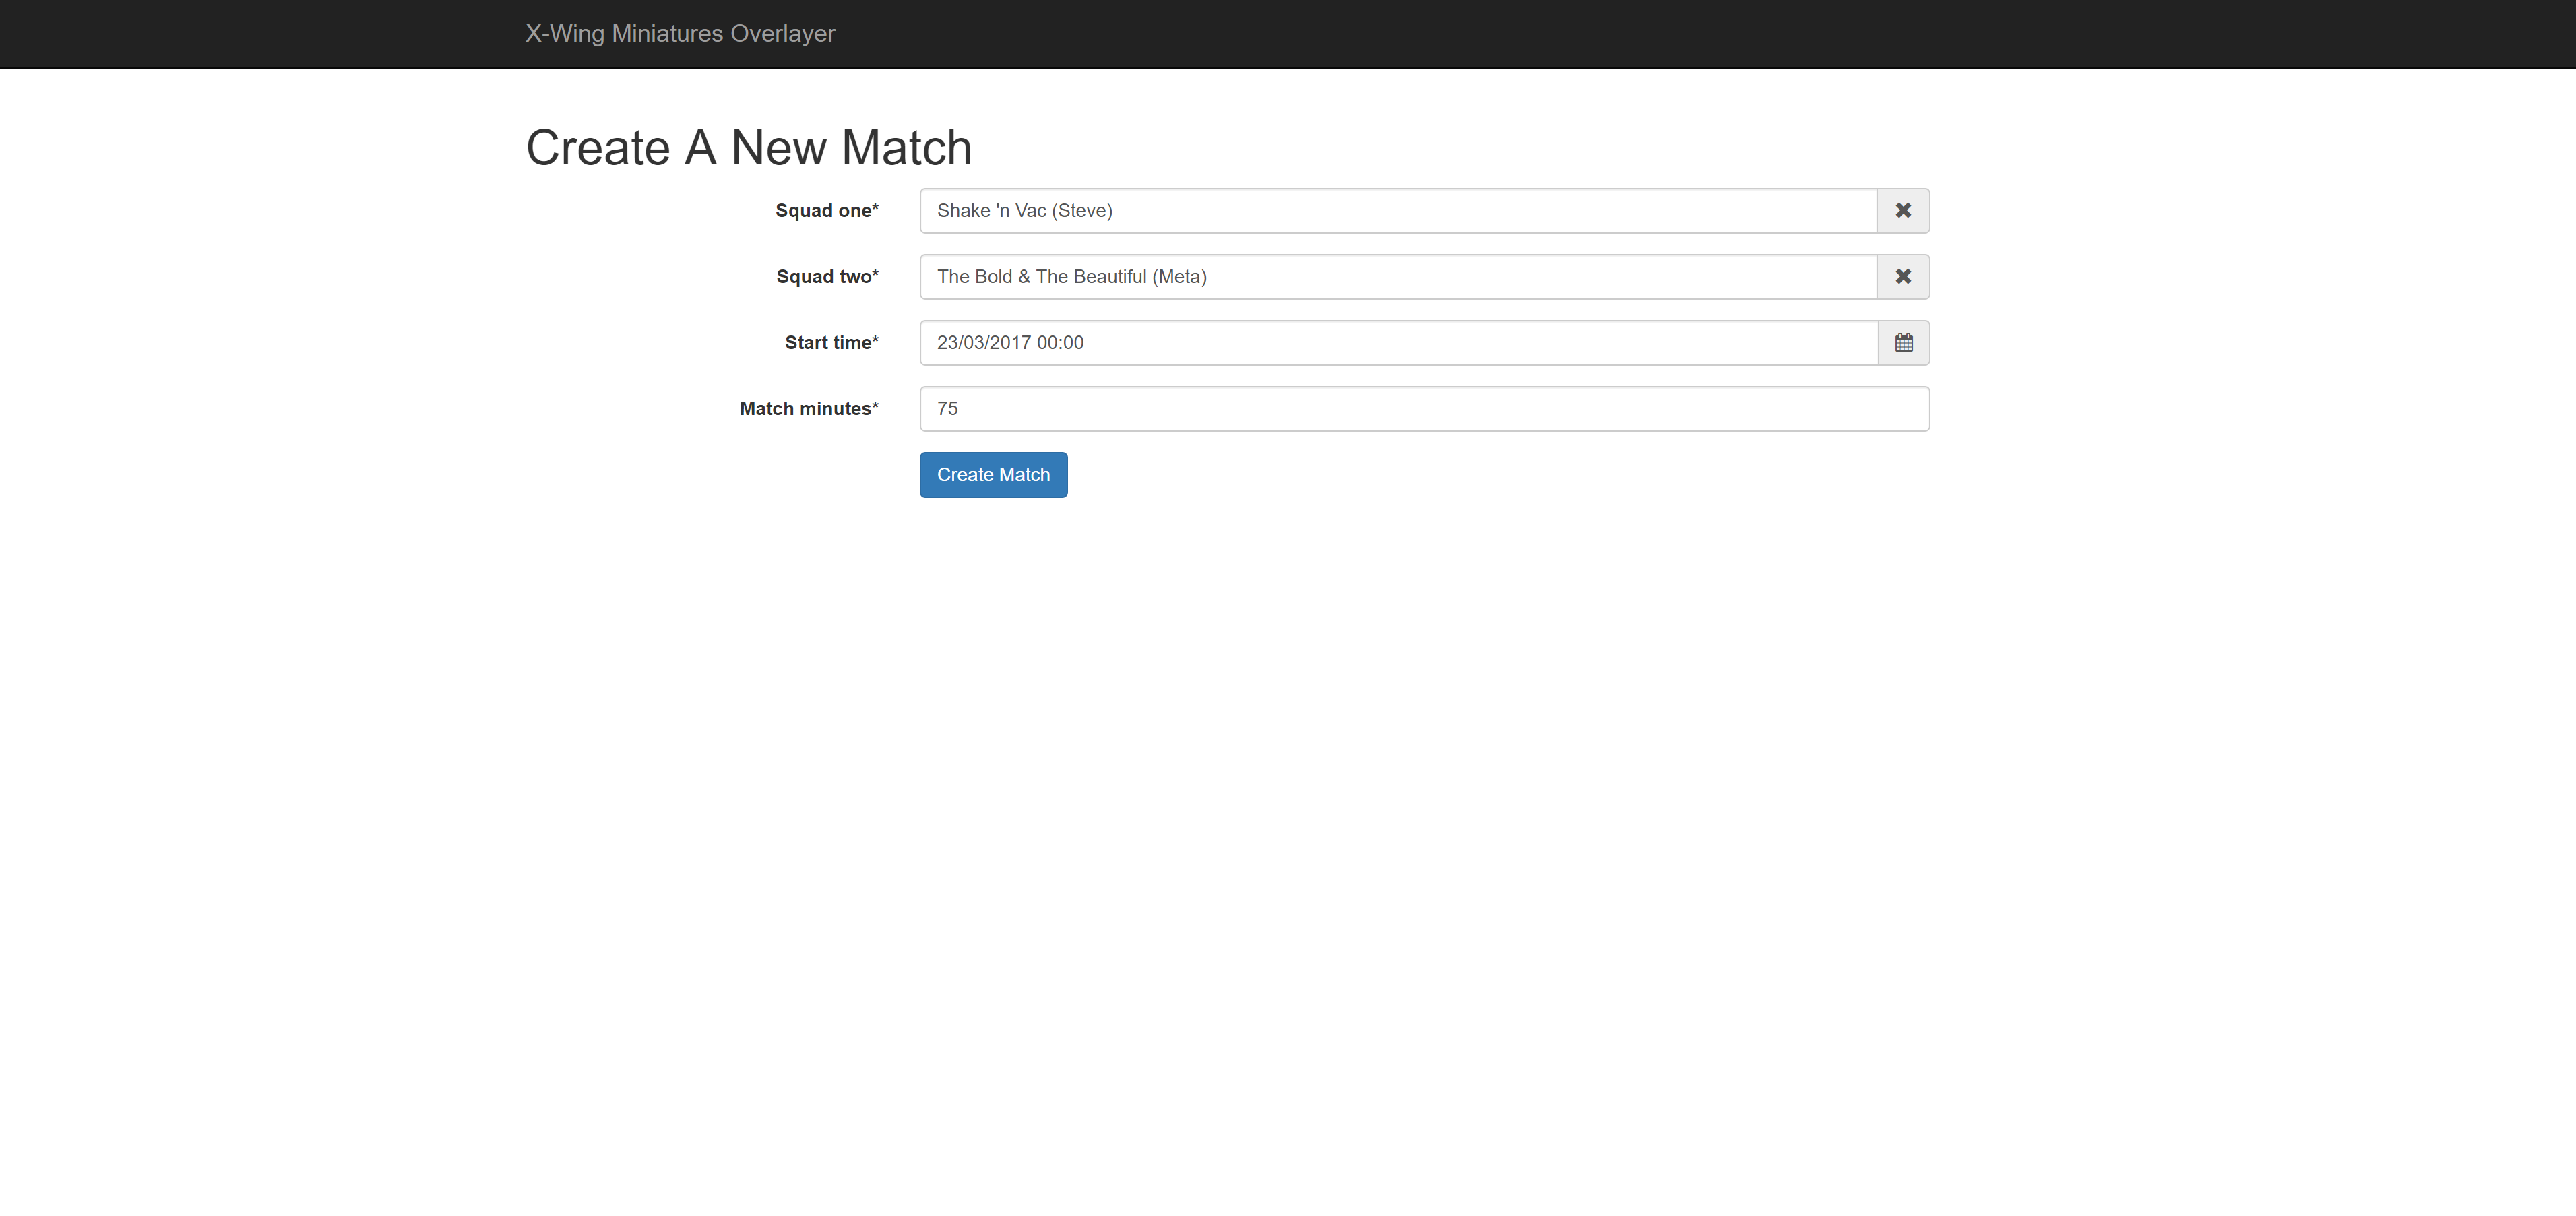 X-Wing Miniatures Overlayer
Create A New Match
Squad one* Shake 'n Vac (Steve)
Squad two* The Bold & The Beautiful (Meta)
Start time* 23/03/2017 00:00
Match minutes* 75
Create Match